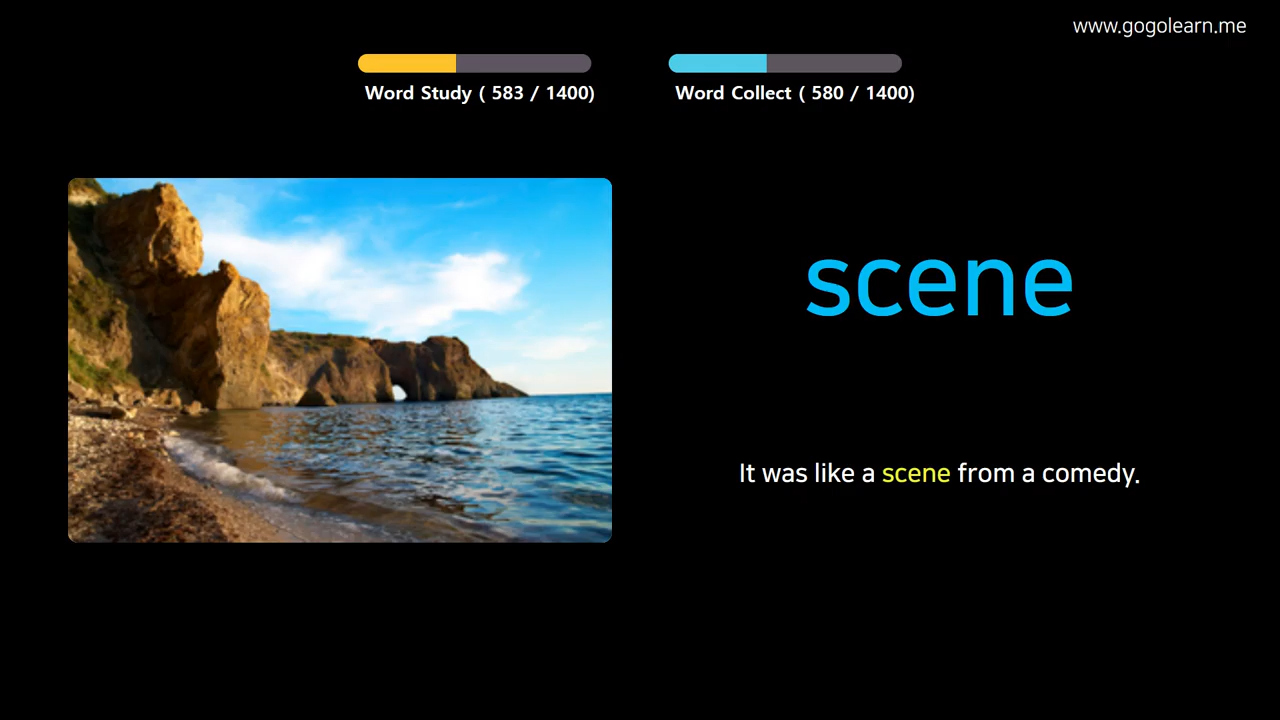 www.gogolearn.me
Word Study ( 583 / 1400)
Word Collect ( 580 / 1400)
scene
It was like a scene from a comedy.